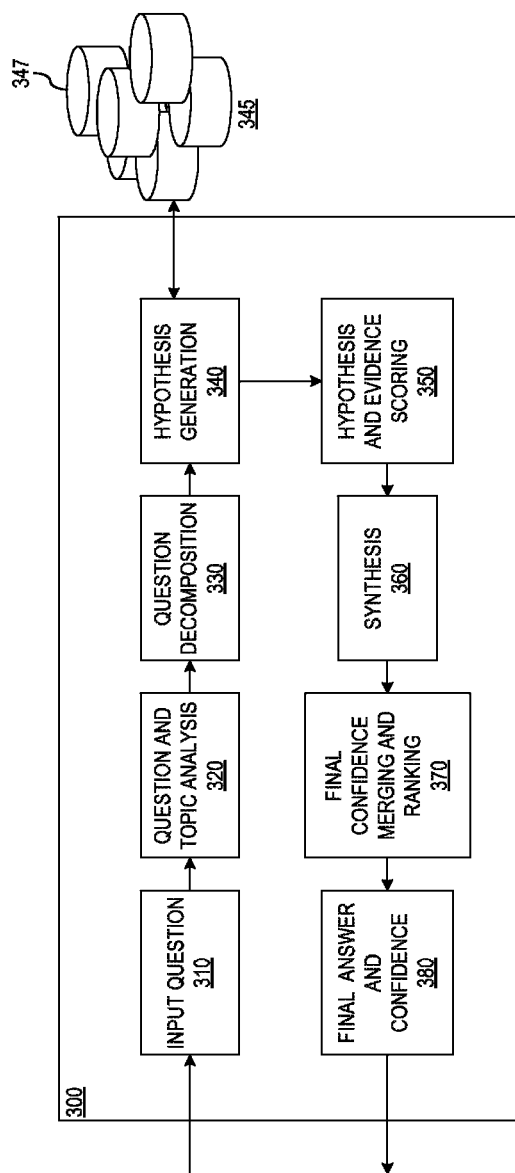 300
INPUT QUESTION
310
QUESTION AND
TOPIC ANALYSIS
320
QUESTION
DECOMPOSITION
330
HYPOTHESIS
GENERATION
340
347
345
HYPOTHESIS
AND EVIDENCE
SCORING
350
SYNTHESIS
360
FINAL
CONFIDENCE
MERGING AND
RANKING
370
FINAL ANSWER
AND
CONFIDENCE
380